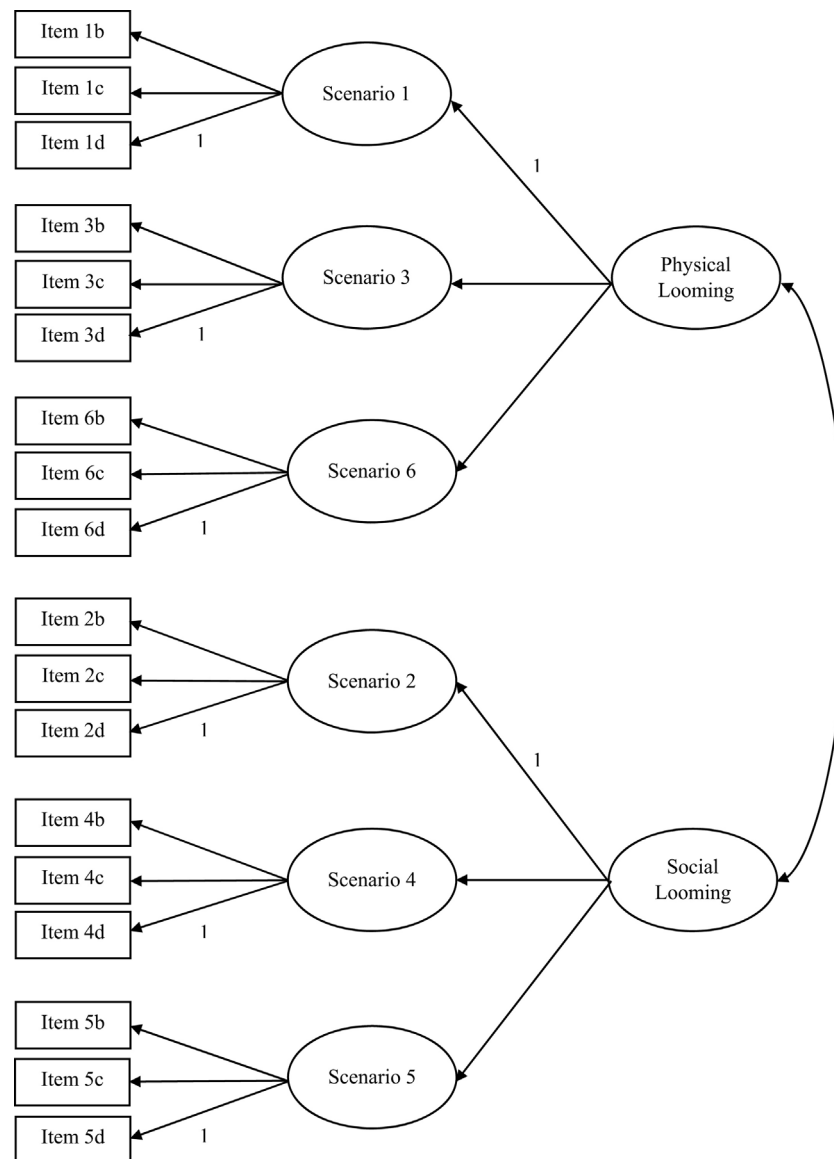 Item 1b
Item 1c
Item 1d
1
Scenario 1
1
Item 3b
Item 3c
Item 3d
1
Scenario 3
Physical
Looming
Item 6b
Item 6c
Item 6d
1
Scenario 6
Item 2b
Item 2c
Item 2d
1
Scenario 2
1
Item 4b
Item 4c
Item 4d
1
Scenario 4
Social
Looming
Item 5b
Item 5c
Item 5d
1
Scenario 5